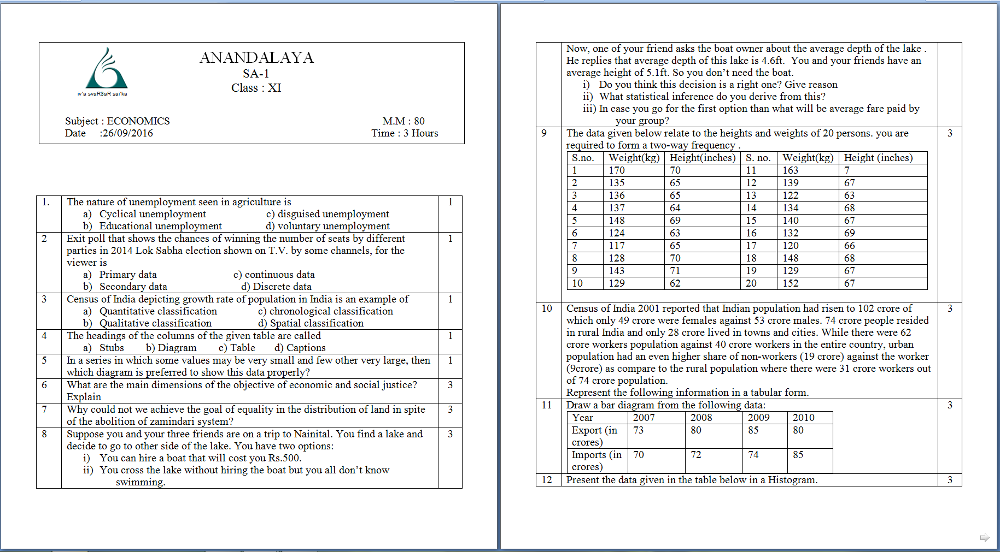 ANANDALAYA
SA-1
Class : XI
iv´a svaR$aR sai´ka
Subject : ECONOMICS M.M : 80
Date :26/09/2016 Time : 3 Hours
1. The nature of unemployment seen in agriculture is 1
a) Cyclical unemployment c) disguised unemployment
b) Educational unemployment d) voluntary unemployment
2 Exit poll that shows the chances of winning the number of seats by different 1
parties in 2014 Lok Sabha election shown on T.V. by some channels, for the
viewer is
a) Primary data c) continuous data
b) Secondary data d) Discrete data
3 Census of India depicting growth rate of population in India is an example of 1
a) Quantitative classification c) chronological classification
b) Qualitative classification d) Spatial classification
4 The headings of the columns of the given table are called 1
a) Stubs b) Diagram c) Table d) Captions
5 In a series in which some values may be very small and few other very large, then 1
which diagram is preferred to show this data properly?
6 What are the main dimensions of the objective of economic and social justice? 3
Explain
7 Why could not we achieve the goal of equality in the distribution of land in spite 3
of the abolition of zamindari system?
8 Suppose you and your three friends are on a trip to Nainital. You find a lake and 3
decide to go to other side of the lake. You have two options:
i) You can hire a boat that will cost you Rs.500.
ii) You cross the lake without hiring the boat but you all don’t know
swimming.
Now, one of your friend asks the boat owner about the average depth of the lake .
He replies that average depth of this lake is 4.6ft. You and your friends have an
average height of 5.1ft. So you don’t need the boat.
i) Do you think this decision is a right one? Give reason
ii) What statistical inference do you derive from this?
iii) In case you go for the first option than what will be average fare paid by
your group?
9 The data given below relate to the heights and weights of 20 persons. you are 3
required to form a two-way frequency .
S.no. Weight(kg) Height(inches) S. no. Weight(kg) Height (inches)
1 170 70 11 163 7
2 135 65 12 139 67
3 136 65 13 122 63
4 137 64 14 134 68
5 148 69 15 140 67
6 124 63 16 132 69
7 117 65 17 120 66
8 128 70 18 148 68
9 143 71 19 129 67
10 129 62 20 152 67
10 Census of India 2001 reported that Indian population had risen to 102 crore of 3
which only 49 crore were females against 53 crore males. 74 crore people resided
in rural India and only 28 crore lived in towns and cities. While there were 62
crore workers population against 40 crore workers in the entire country, urban
population had an even higher share of non-workers (19 crore) against the worker
(9crore) as compare to the rural population where there were 31 crore workers out
of 74 crore population.
Represent the following information in a tabular form.
11 Draw a bar diagram from the following data: 3
Year 2007 2008 2009 2010
Export (in 73 80 85 80
crores)
Imports (in 70 72 74 85
crores)
12 Present the data given in the table below in a Histogram. 3